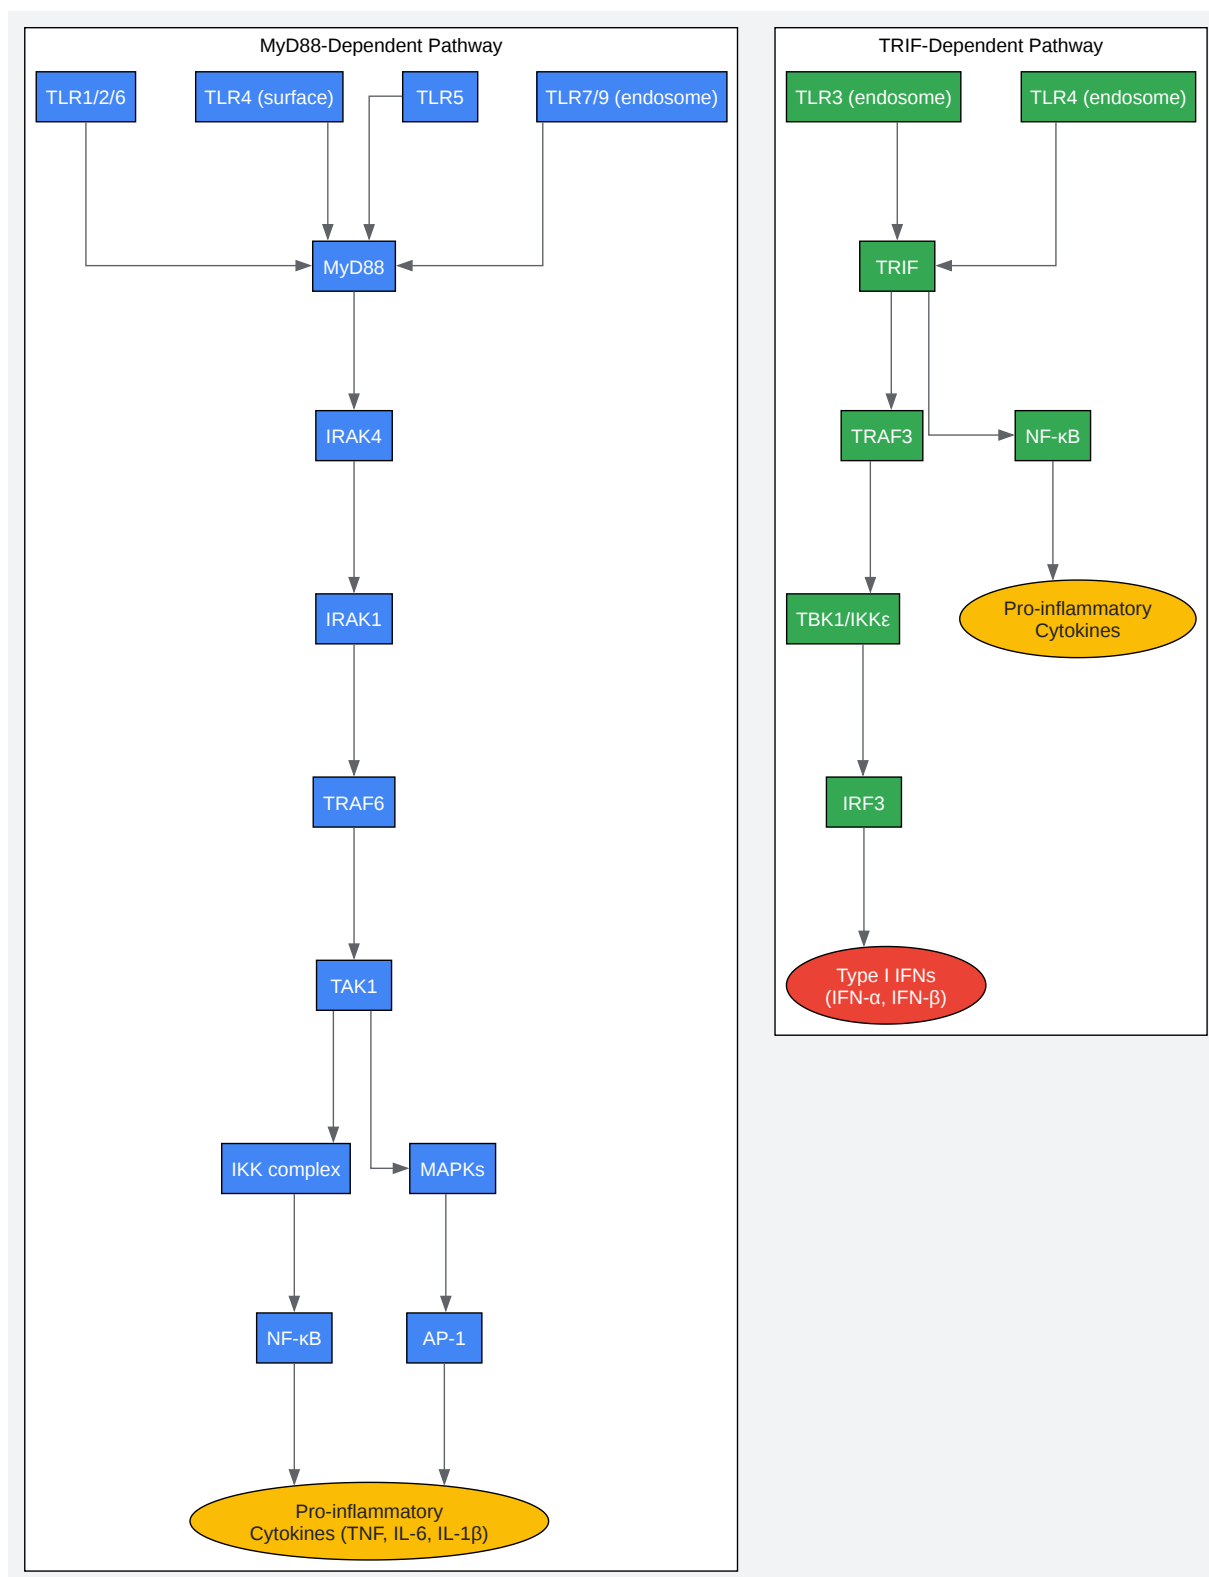 MyD88-Dependent Pathway
TLR1/2/6
TLR4 (surface)
TLR5
TLR7/9 (endosome)
MyD88
IRAK4
IRAK1
TRAF6
TAK1
IKK complex
MAPKs
NF-κB
AP-1
Pro-inflammatory
Cytokines (TNF, IL-6, IL-1β)
TRIF-Dependent Pathway
TLR3 (endosome)
TLR4 (endosome)
TRIF
TRAF3
NF-κB
TBK1/IKKε
Pro-inflammatory
Cytokines
IRF3
Type I IFNs
(IFN-α, IFN-β)